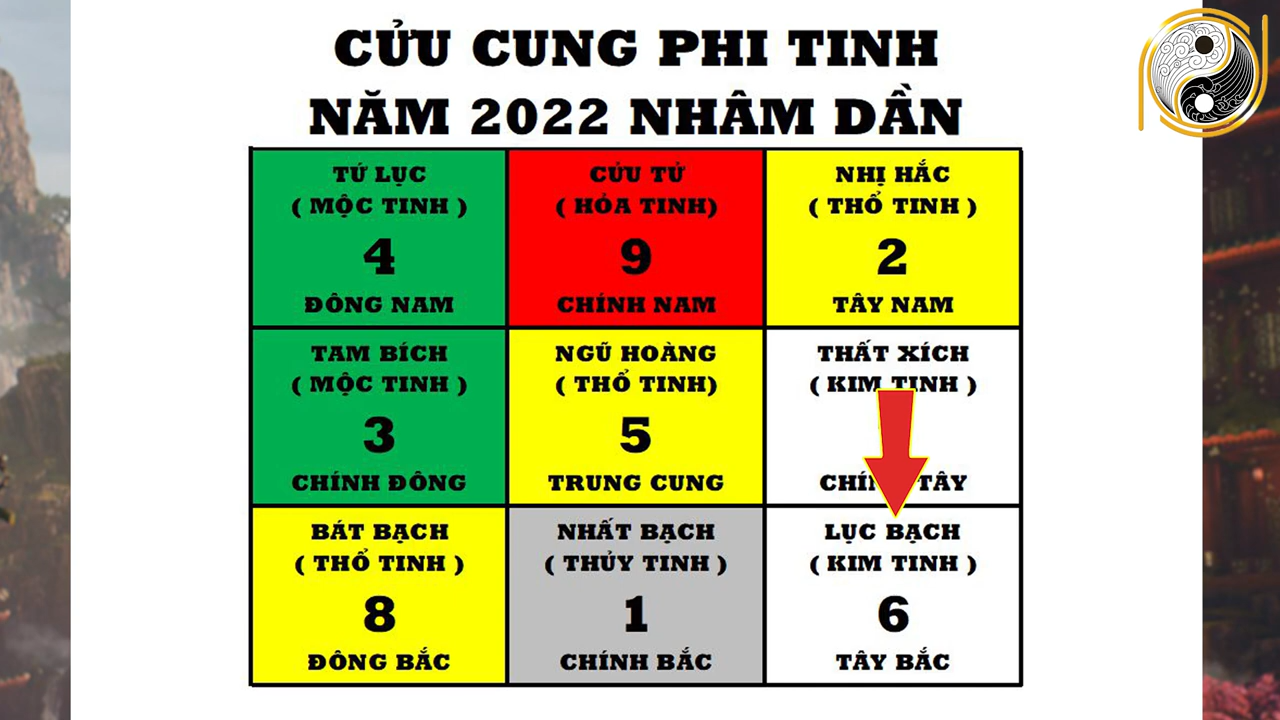 CỬU CUNG PHI TINH
NĂM 2022 NHÂM DẦN
TỨ LỤC
( MỘC TINH )
4
ĐÔNG NAM
CỬU TỬ
( HỎA TINH)
9
CHÍNH NAM
NHỊ HẮC
( THỔ TINH )
2
TÂY NAM
TAM BÍCH
( MỘC TINH )
3
CHÍNH ĐÔNG
NGŨ HOÀNG
( THỔ TINH)
5
TRUNG CUNG
THẤT XÍCH
( KIM TINH )
TÂY
BÁT BẠCH
( THỔ TINH )
8
ĐÔNG BẮC
NHẤT BẠCH
( THỦY TINH )
1
CHÍNH BẮC
LỤC BẠCH
( KIM TINH )
6
TÂY BẮC